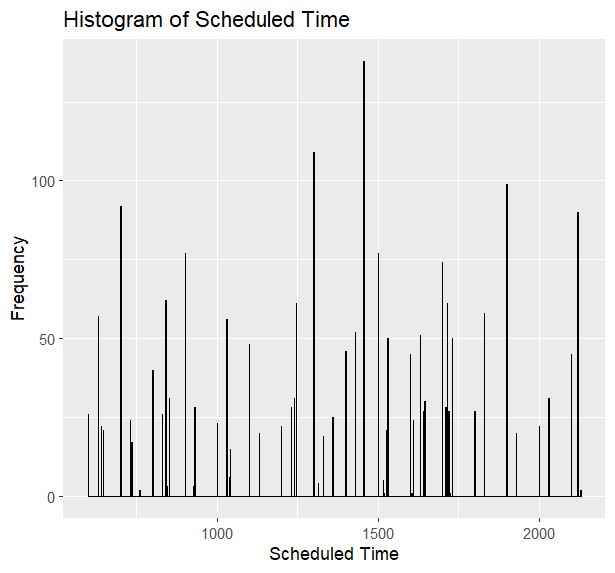 Histogram of Scheduled Time
100
50
0
Frequency
1000 1500 2000
Scheduled Time